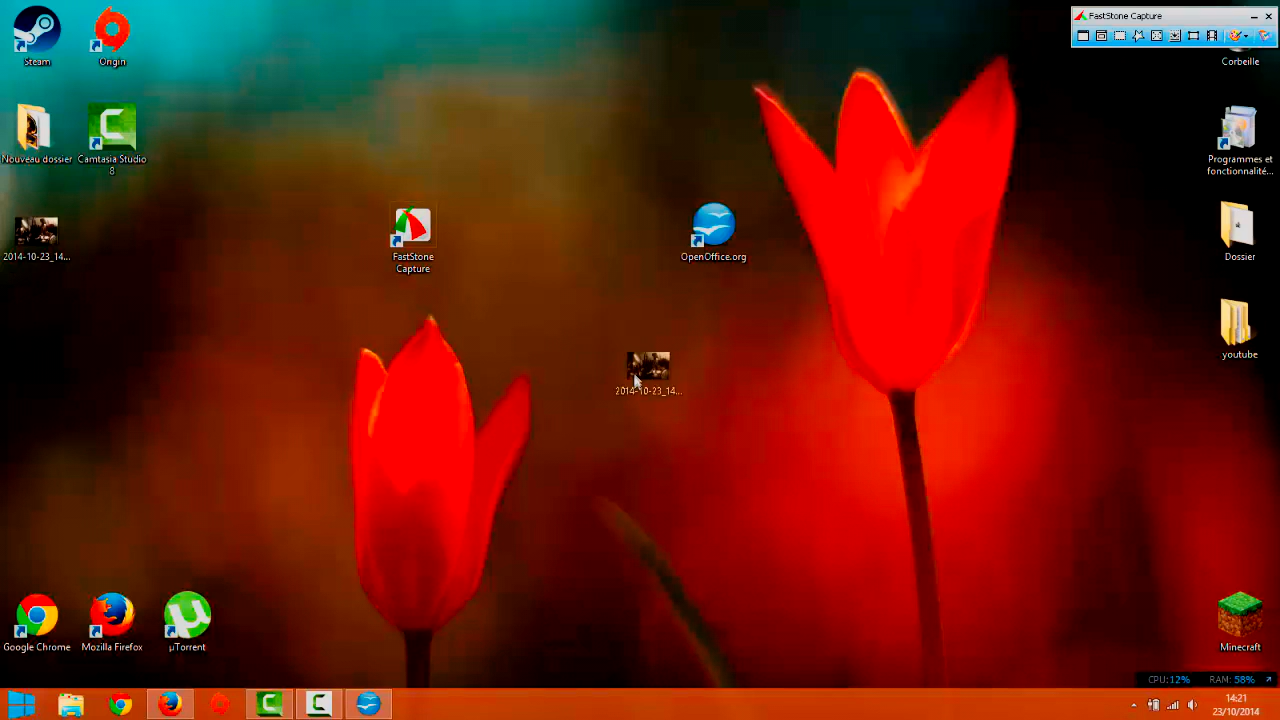 FastStone Capture
Steam
Origin
Corbeille
Nouveau dossier
Camtasia Studio
8
Programmes et
fonctionnalité...
2014-10-23_14...
FastStone
Capture
OpenOffice.org
Dossier
youtube
2014-10-23_14...
Google Chrome
Mozilla Firefox
µTorrent
Minecraft
CPU:12% RAM: 58%
14:21
23/10/2014